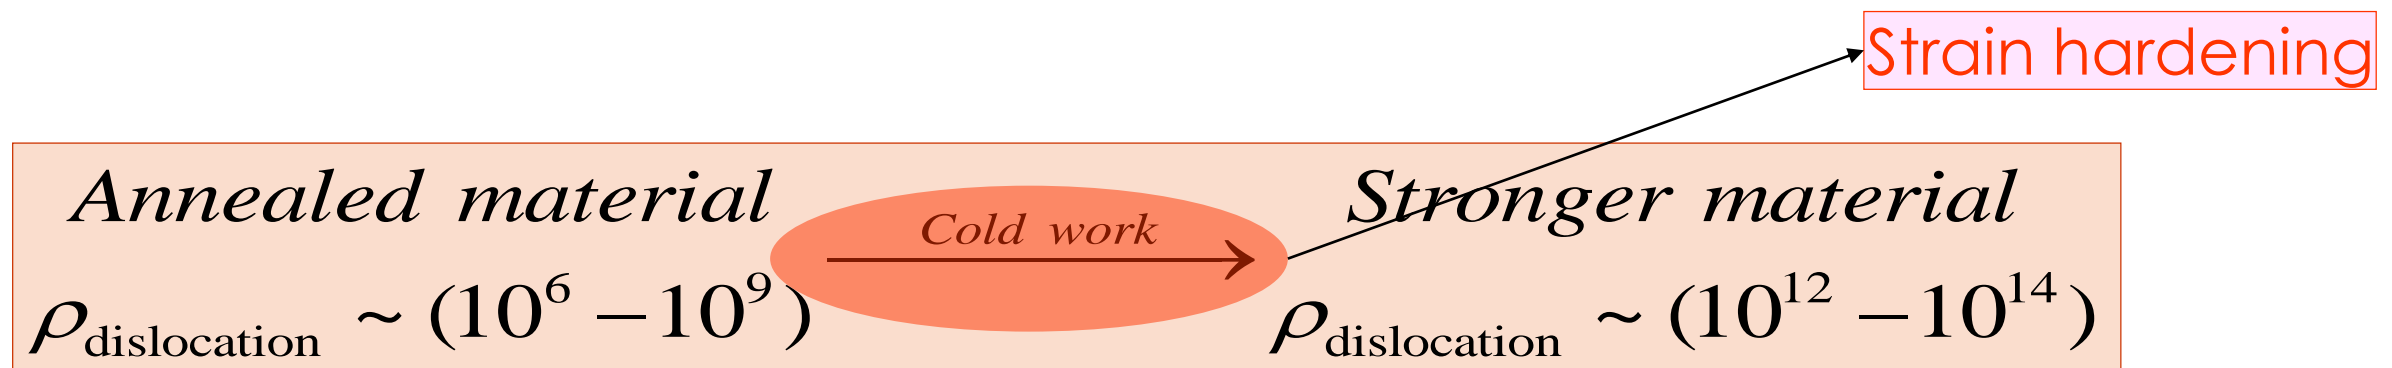 Strain hardening
Annealed material
Cold work
Stronger material
ρdislocation ~ (10⁶ – 10⁹)
ρdislocation ~ (10¹² – 10¹⁴)